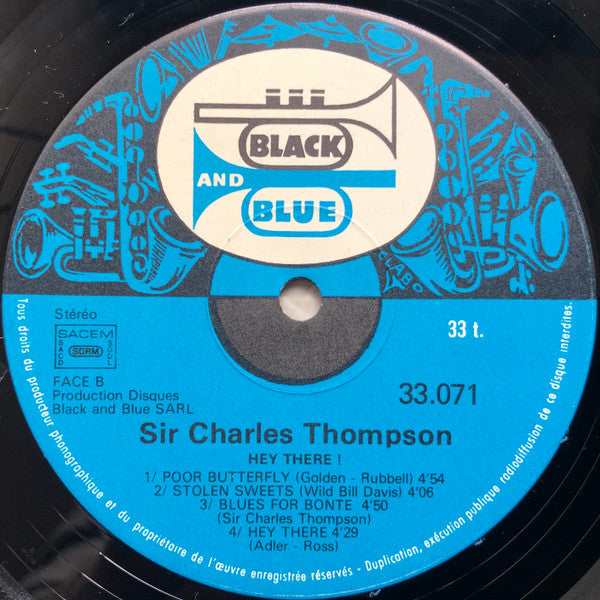 BLACK
AND
BLUE
CLABO
Stéréo
SACEM
SACD SDRM SGDL
33 t.
FACE B
Production Disques
Black and Blue SARL
33.071
Sir Charles Thompson
HEY THERE !
1/ POOR BUTTERFLY (Golden - Rubbell) 4'54
2/ STOLEN SWEETS (Wild Bill Davis) 4'06
3/ BLUES FOR BONTE 4'50
(Sir Charles Thompson)
4/ HEY THERE 4'29
(Adler - Ross)
Tous droits du producteur phonographique et du propriétaire de l'œuvre enregistrée réservés - Duplication, exécution publique radiodiffusion de ce disque interdites.